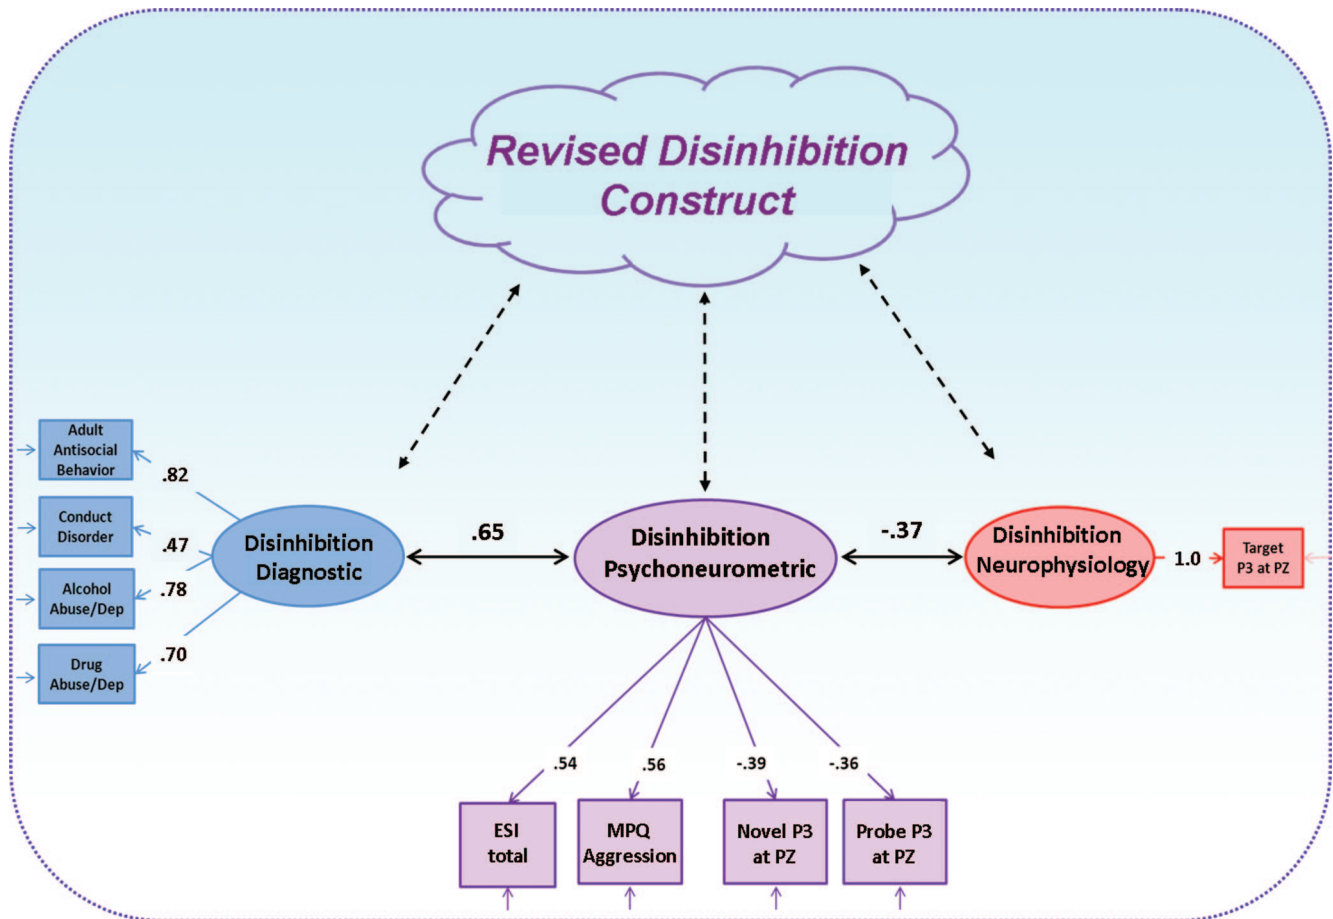 Revised Disinhibition
Construct
Adult
Antisocial
Behavior
.82
Conduct
Disorder
.47
Alcohol
Abuse/Dep
.78
Drug
Abuse/Dep
.70
Disinhibition
Diagnostic
.65
Disinhibition
Psychoneurometric
-.37
Disinhibition
Neurophysiology
1.0
Target
P3 at PZ
.54
.56
-.39
-.36
ESI
total
MPQ
Aggression
Novel P3
at PZ
Probe P3
at PZ